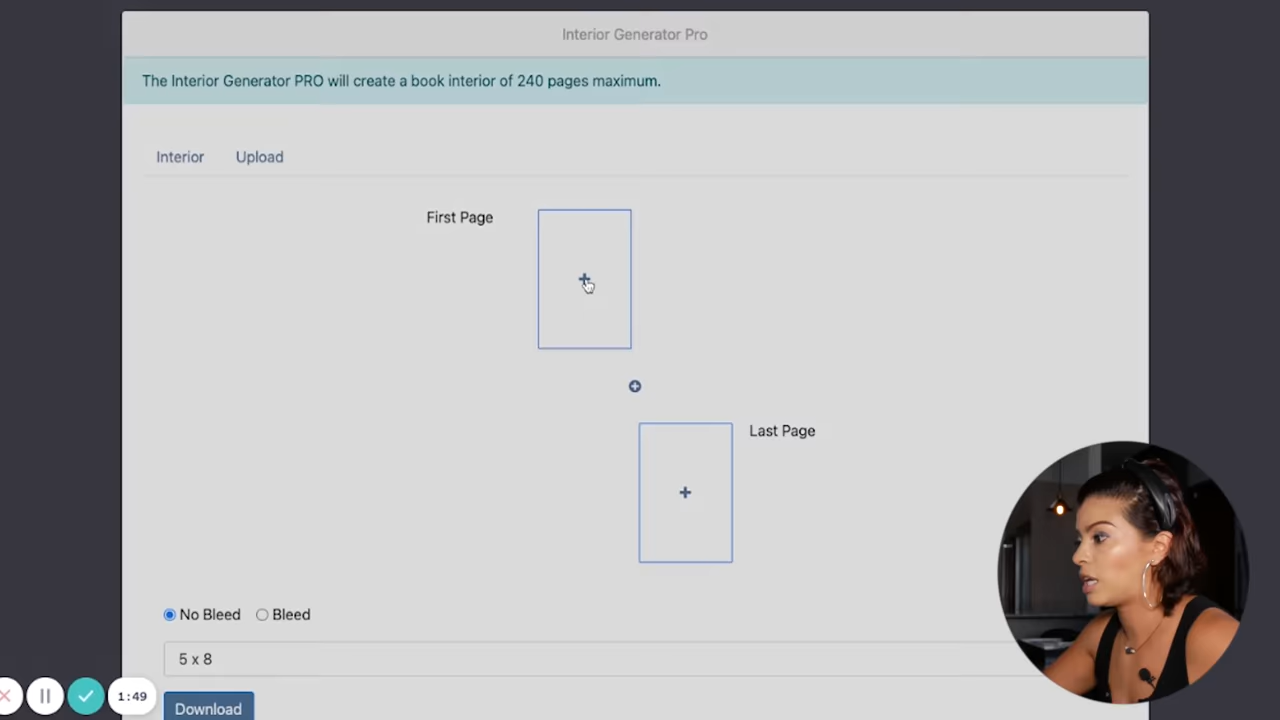 Interior Generator Pro
The Interior Generator PRO will create a book interior of 240 pages maximum.
Interior Upload
First Page
Last Page
No Bleed Bleed
5 x 8
1:49
Download